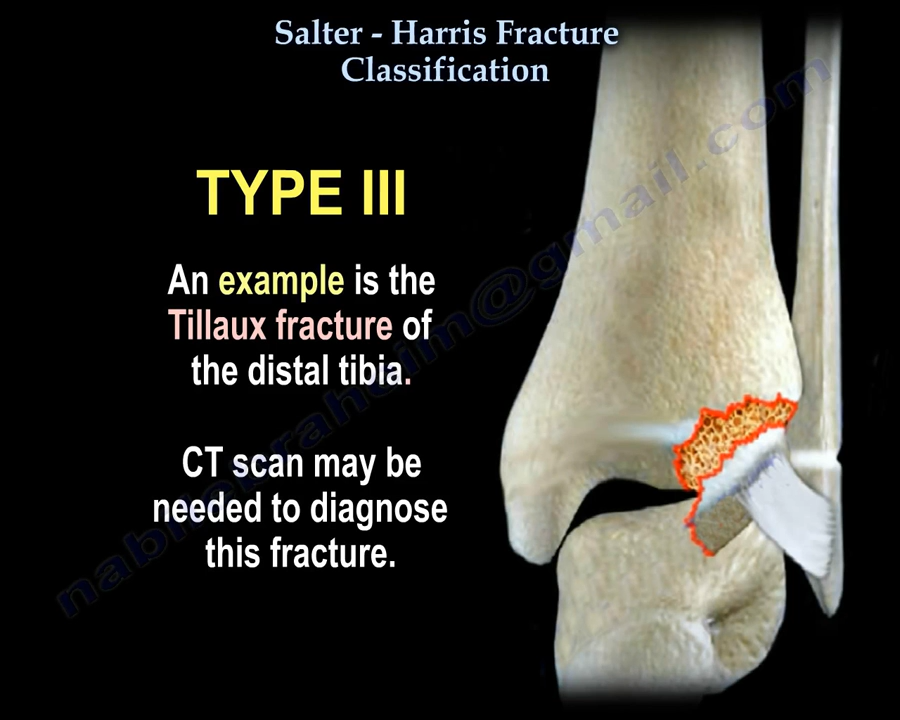 Salter - Harris Fracture
Classification
TYPE III
An example is the
Tillaux fracture of
the distal tibia.
CT scan may be
needed to diagnose
this fracture.